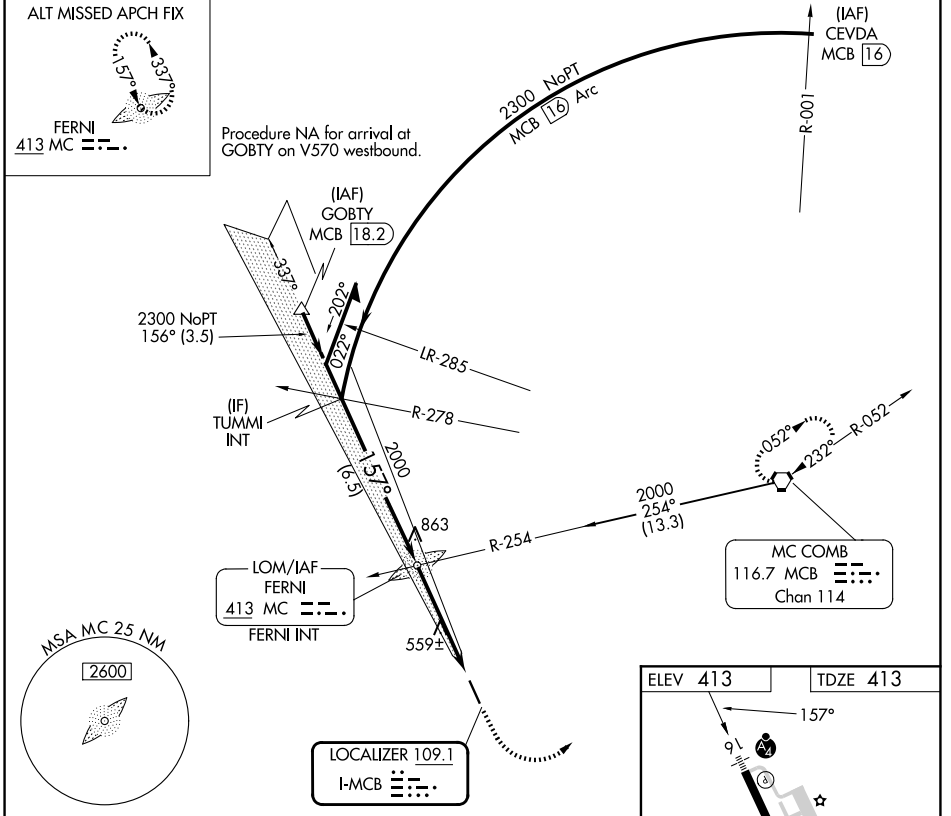 ALT MISSED APCH FIX
157°
337°
FERNI
413 MC
Procedure NA for arrival at
GOBTY on V570 westbound.
(IAF)
CEVDA
MCB 16
R-001
2300 NoPT
MCB 16 Arc
(IAF)
GOBTY
MCB 18.2
337°
202°
022°
2300 NoPT
156° (3.5)
LR-285
(IF)
TUMMI
INT
R-278
2000
157°
(6.5)
052°
232°
R-052
2000
254°
(13.3)
R-254
863
LOM/IAF
FERNI
413 MC
FERNI INT
559±
MC COMB
116.7 MCB
Chan 114
MSA MC 25 NM
2600
LOCALIZER 109.1
I-MCB
ELEV 413
TDZE 413
157°
16
A4